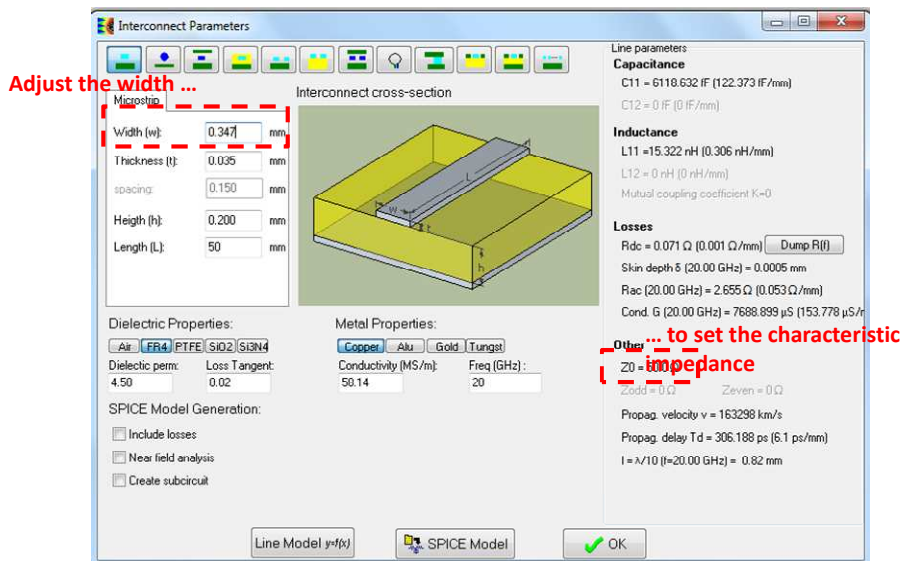 Interconnect Parameters
Adjust the width ...
Microstrip
Width (w): 0.347 mm
Thickness (t): 0.035 mm
spacing: 0.150 mm
Heigth (h): 0.200 mm
Length (L): 50 mm
Interconnect cross-section
L
w
t
h
Dielectric Properties:
Air FR4 PTFE SiO2 Si3N4
Dielectic perm: Loss Tangent:
4.50 0.02
Metal Properties:
Copper Alu Gold Tungst
Conductivity (MS/m): Freq (GHz) :
58.14 20
SPICE Model Generation:
Include losses
Near field analysis
Create subcircuit
Line parameters
Capacitance
C11 = 6118.632 fF (122.373 fF/mm)
C12 = 0 fF (0 fF/mm)
Inductance
L11 =15.322 nH (0.306 nH/mm)
L12 = 0 nH (0 nH/mm)
Mutual coupling coefficient K=0
Losses
Rdc = 0.071 Ω (0.001 Ω/mm) Dump R(f)
Skin depth δ (20.00 GHz) = 0.0005 mm
Rac (20.00 GHz) = 2.655 Ω (0.053 Ω/mm)
Cond. G (20.00 GHz) = 7688.899 µS (153.778 µS/
Other
... to set the characteristic
impedance
Z0 =
Zodd = 0 Ω Zeven = 0 Ω
Propag. velocity v = 163298 km/s
Propag. delay Td = 306.188 ps (6.1 ps/mm)
l = λ/10 (f=20.00 GHz) = 0.82 mm
Line Model y=f(x)
SPICE Model
OK